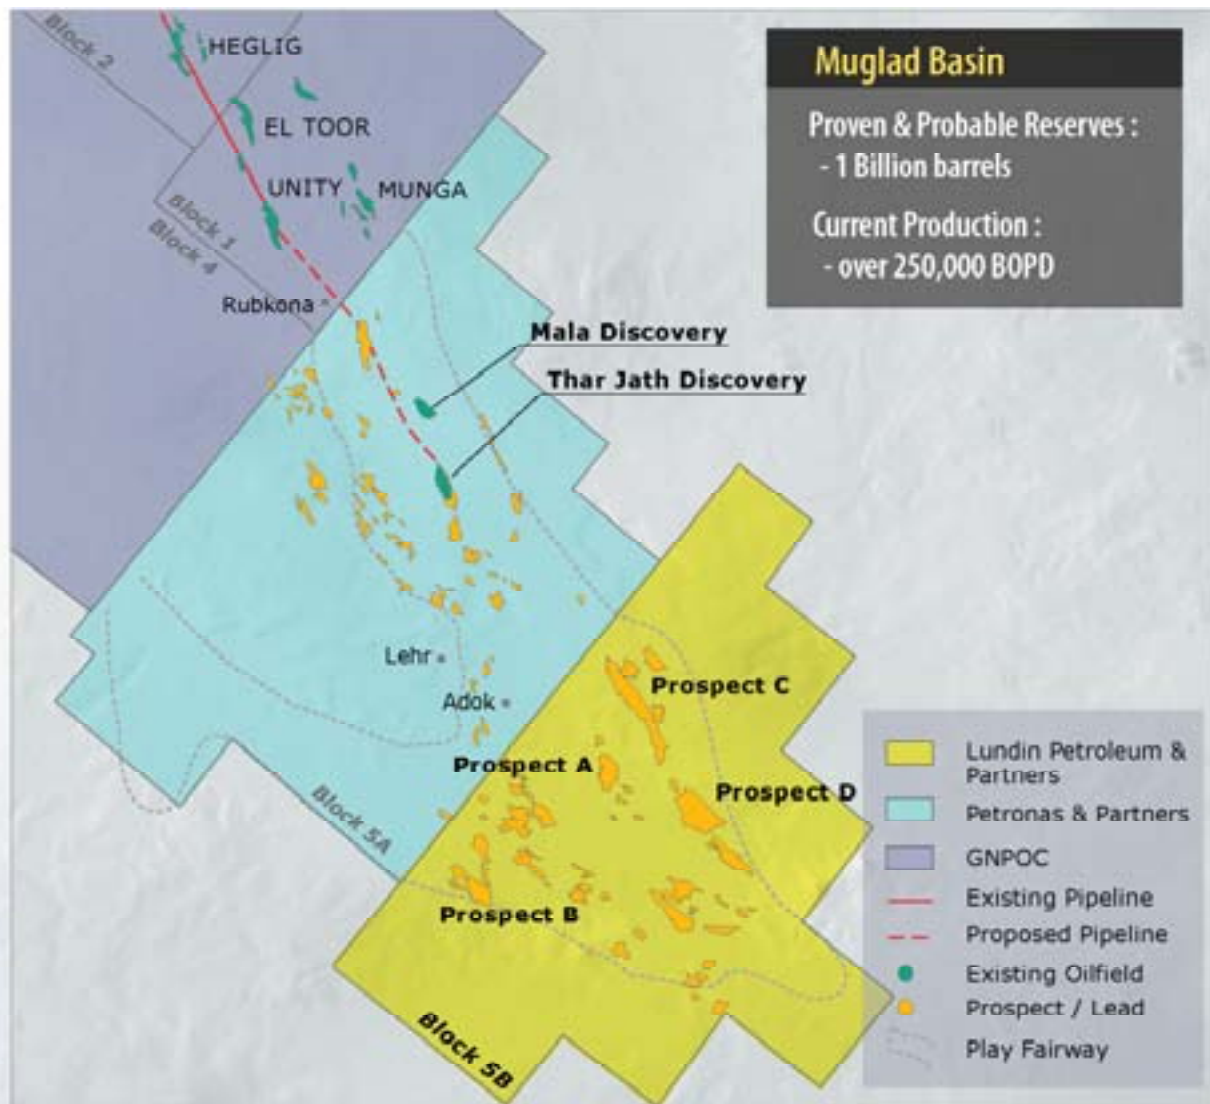 Block 2
HEGLIG
EL TOOR
UNITY
MUNGA
Block 1
Block 4
Rubkona
Muglad Basin
Proven & Probable Reserves :
- 1 Billion barrels
Current Production :
- over 250,000 BOPD
Mala Discovery
Thar Jath Discovery
Lehr
Adok
Prospect C
Prospect A
Prospect D
Block 5A
Prospect B
Block 5B
Lundin Petroleum &
Partners
Petronas & Partners
GNPOC
Existing Pipeline
Proposed Pipeline
Existing Oilfield
Prospect / Lead
Play Fairway